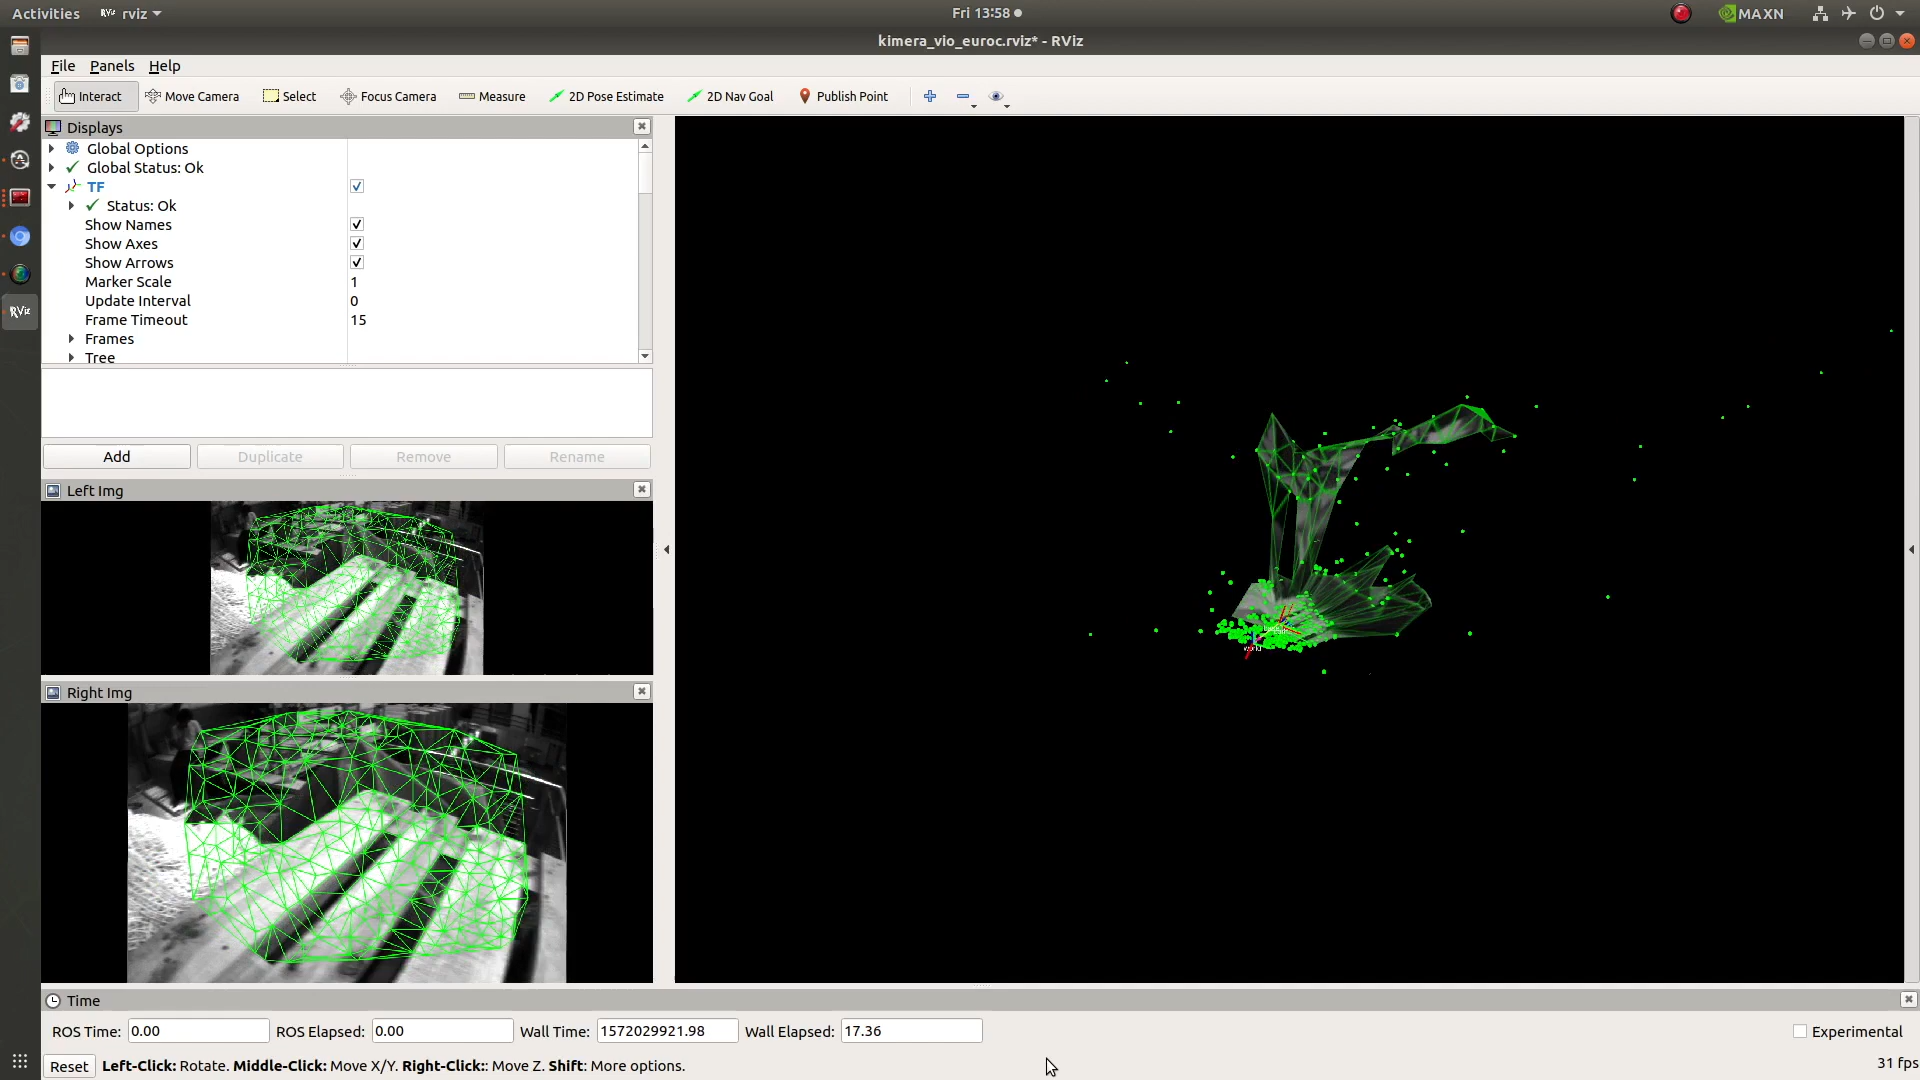 Activities RViz rviz Fri 13:58 MAXN
kimera_vio_euroc.rviz* - RViz
File Panels Help
Interact Move Camera Select Focus Camera Measure 2D Pose Estimate 2D Nav Goal Publish Point
Displays
Global Options
Global Status: Ok
TF
Status: Ok
Show Names
Show Axes
Show Arrows
Marker Scale 1
Update Interval 0
Frame Timeout 15
Frames
Tree
Add Duplicate Remove Rename
Left Img
Right Img
RViz
world
Time
ROS Time: 0.00 ROS Elapsed: 0.00 Wall Time: 1572029921.98 Wall Elapsed: 17.36 Experimental
Reset Left-Click: Rotate. Middle-Click: Move X/Y. Right-Click:: Move Z. Shift: More options. 31 fps